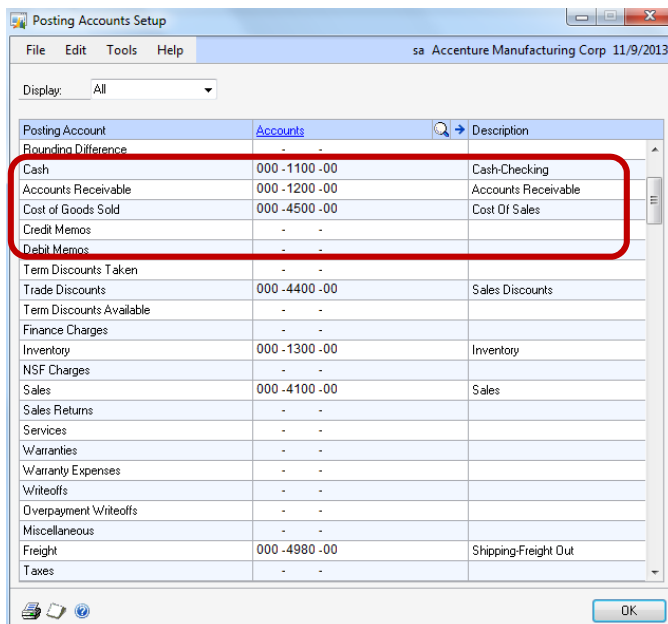 Posting Accounts Setup
File Edit Tools Help sa Accenture Manufacturing Corp 11/9/2013
Display: All
Posting Account Accounts Description
Rounding Difference - -
Cash 000 -1100 -00 Cash-Checking
Accounts Receivable 000 -1200 -00 Accounts Receivable
Cost of Goods Sold 000 -4500 -00 Cost Of Sales
Credit Memos - -
Debit Memos - -
Term Discounts Taken - -
Trade Discounts 000 -4400 -00 Sales Discounts
Term Discounts Available - -
Finance Charges - -
Inventory 000 -1300 -00 Inventory
NSF Charges - -
Sales 000 -4100 -00 Sales
Sales Returns - -
Services - -
Warranties - -
Warranty Expenses - -
Writeoffs - -
Overpayment Writeoffs - -
Miscellaneous - -
Freight 000 -4980 -00 Shipping-Freight Out
Taxes - -
OK